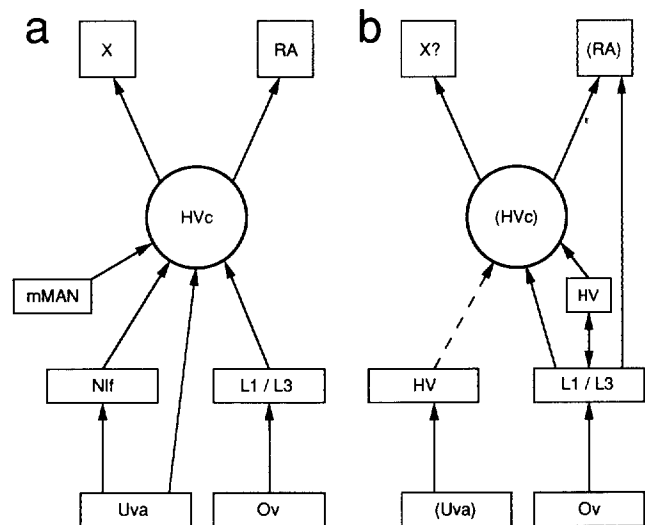 a
X
RA
HVc
mMAN
NIf
L1 / L3
Uva
Ov
b
X?
(RA)
(HVc)
HV
HV
L1 / L3
(Uva)
Ov